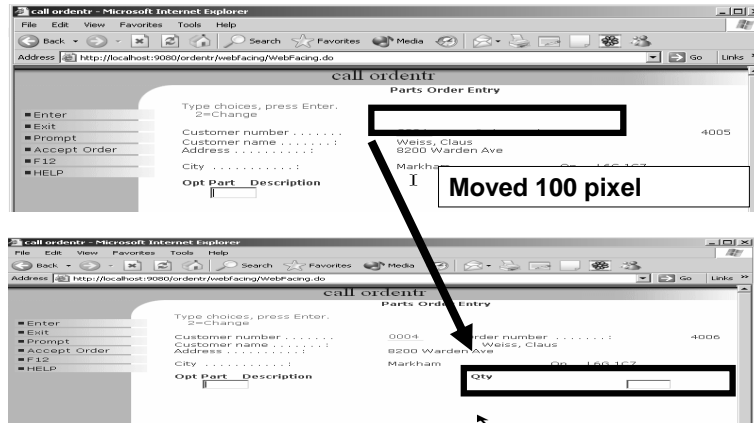 call ordentr - Microsoft Internet Explorer
File Edit View Favorites Tools Help
Back Search Favorites Media
Address http://localhost:9080/ordentr/webfacing/WebFacing.do Go Links
call ordentr
Parts Order Entry
Type choices, press Enter.
2=Change
Enter
Exit
Prompt
Accept Order
F12
HELP
Customer number . . . . . . . 4005
Customer name . . . . . . . : Weiss, Claus
Address . . . . . . . . . . : 8200 Warden Ave
City . . . . . . . . . . . : Markham On L6G 1C7
Opt Part Description
Moved 100 pixel
call ordentr - Microsoft Internet Explorer
File Edit View Favorites Tools Help
Back Search Favorites Media
Address http://localhost:9080/ordentr/webfacing/WebFacing.do Go Links »
call ordentr
Parts Order Entry
Type choices, press Enter.
2=Change
Enter
Exit
Prompt
Accept Order
F12
HELP
Customer number . . . . . . . 0004 order number . . . . . . . . : 4006
Customer name . . . . . . . : Weiss, Claus
Address . . . . . . . . . . : 8200 Warden Ave
City . . . . . . . . . . . : Markham On L6G 1C7
Opt Part Description Qty